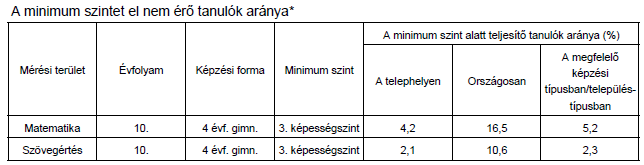 A minimum szintet el nem érő tanulók aránya*
Mérési terület Évfolyam Képzési forma Minimum szint A minimum szint alatt teljesítő tanulók aránya (%)
A telephelyen Országosan A megfelelő
képzési
típusban/település-
típusban
Matematika 10. 4 évf. gimn. 3. képességszint 4,2 16,5 5,2
Szövegértés 10. 4 évf. gimn. 3. képességszint 2,1 10,6 2,3